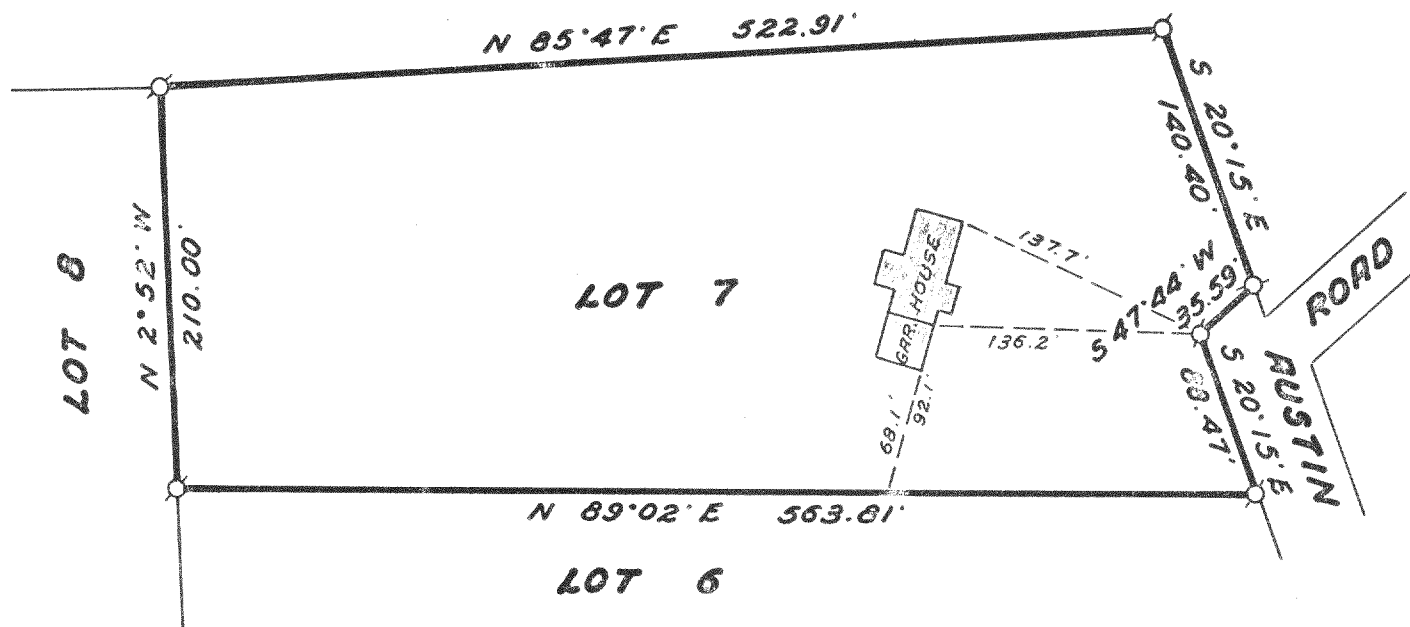 N 85°47' E 522.91'
S 20°15' E
140.40'
LOT 8
N 2°52' W
210.00'
LOT 7
HOUSE
GAR.
137.7'
136.2'
S 47°44' W
35.59'
ROAD
AUSTIN
S 20°15' E
68.1'
92.1'
N 89°02' E 563.81'
LOT 6